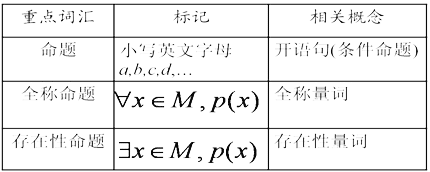 重点词汇 标记 相关概念
命题 小写英文字母 开语句(条件命题)
a,b,c,d,…
全称命题 ∀x∈M,p(x) 全称量词
存在性命题 ∃x∈M,p(x) 存在性量词